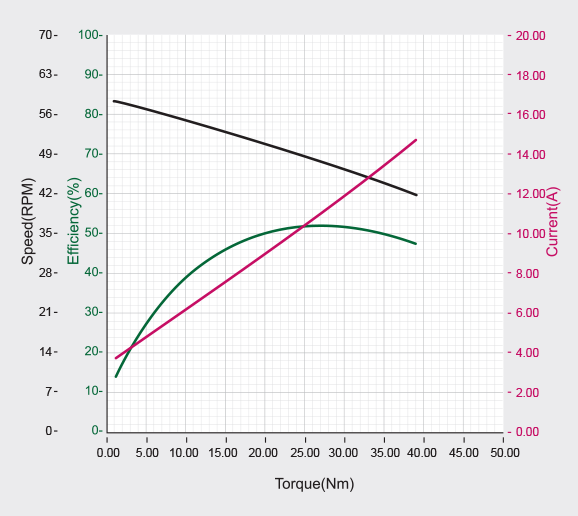 70- 100- - 20.00
63- 90- - 18.00
56- 80- - 16.00
49- 70- - 14.00
42- 60- - 12.00
35- 50- - 10.00
28- 40- - 8.00
21- 30- - 6.00
14- 20- - 4.00
7- 10- - 2.00
0- 0- - 0.00
Speed(RPM)
Efficiency(%)
Current(A)
0.00 5.00 10.00 15.00 20.00 25.00 30.00 35.00 40.00 45.00 50.00
Torque(Nm)